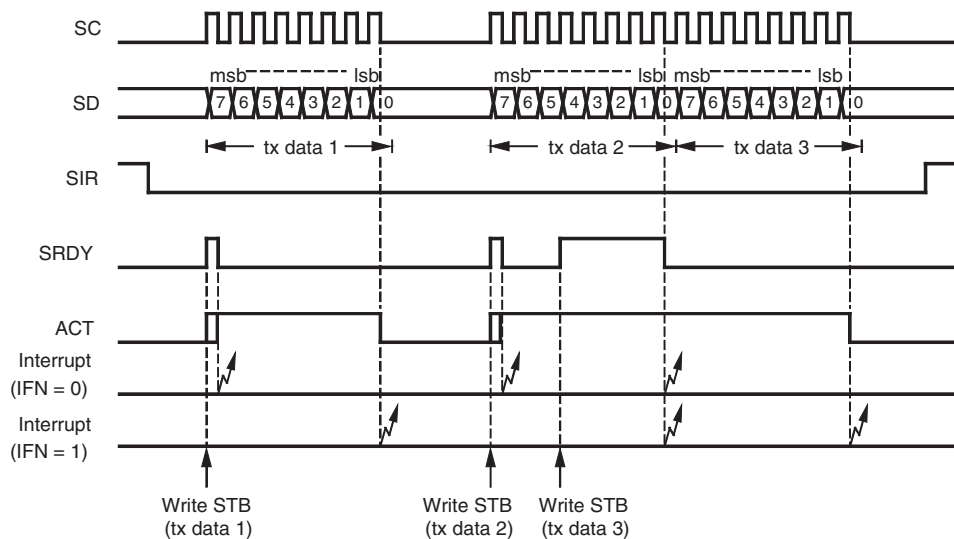 SC
msb lsb msb lsb
SD 7 6 5 4 3 2 1 0 7 6 5 4 3 2 1 0 7 6 5 4 3 2 1 0
tx data 1 tx data 2 tx data 3
SIR
SRDY
ACT
Interrupt
(IFN = 0)
Interrupt
(IFN = 1)
Write STB
(tx data 1)
Write STB
(tx data 2)
Write STB
(tx data 3)